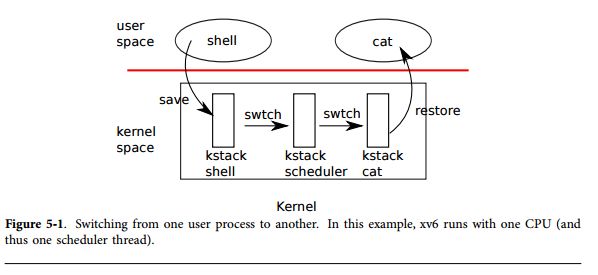 user
space
shell
cat
save
swtch
swtch
restore
kernel
space
kstack
shell
kstack
scheduler
kstack
cat
Kernel
Figure 5-1. Switching from one user process to another. In this example, xv6 runs with one CPU (and
thus one scheduler thread).